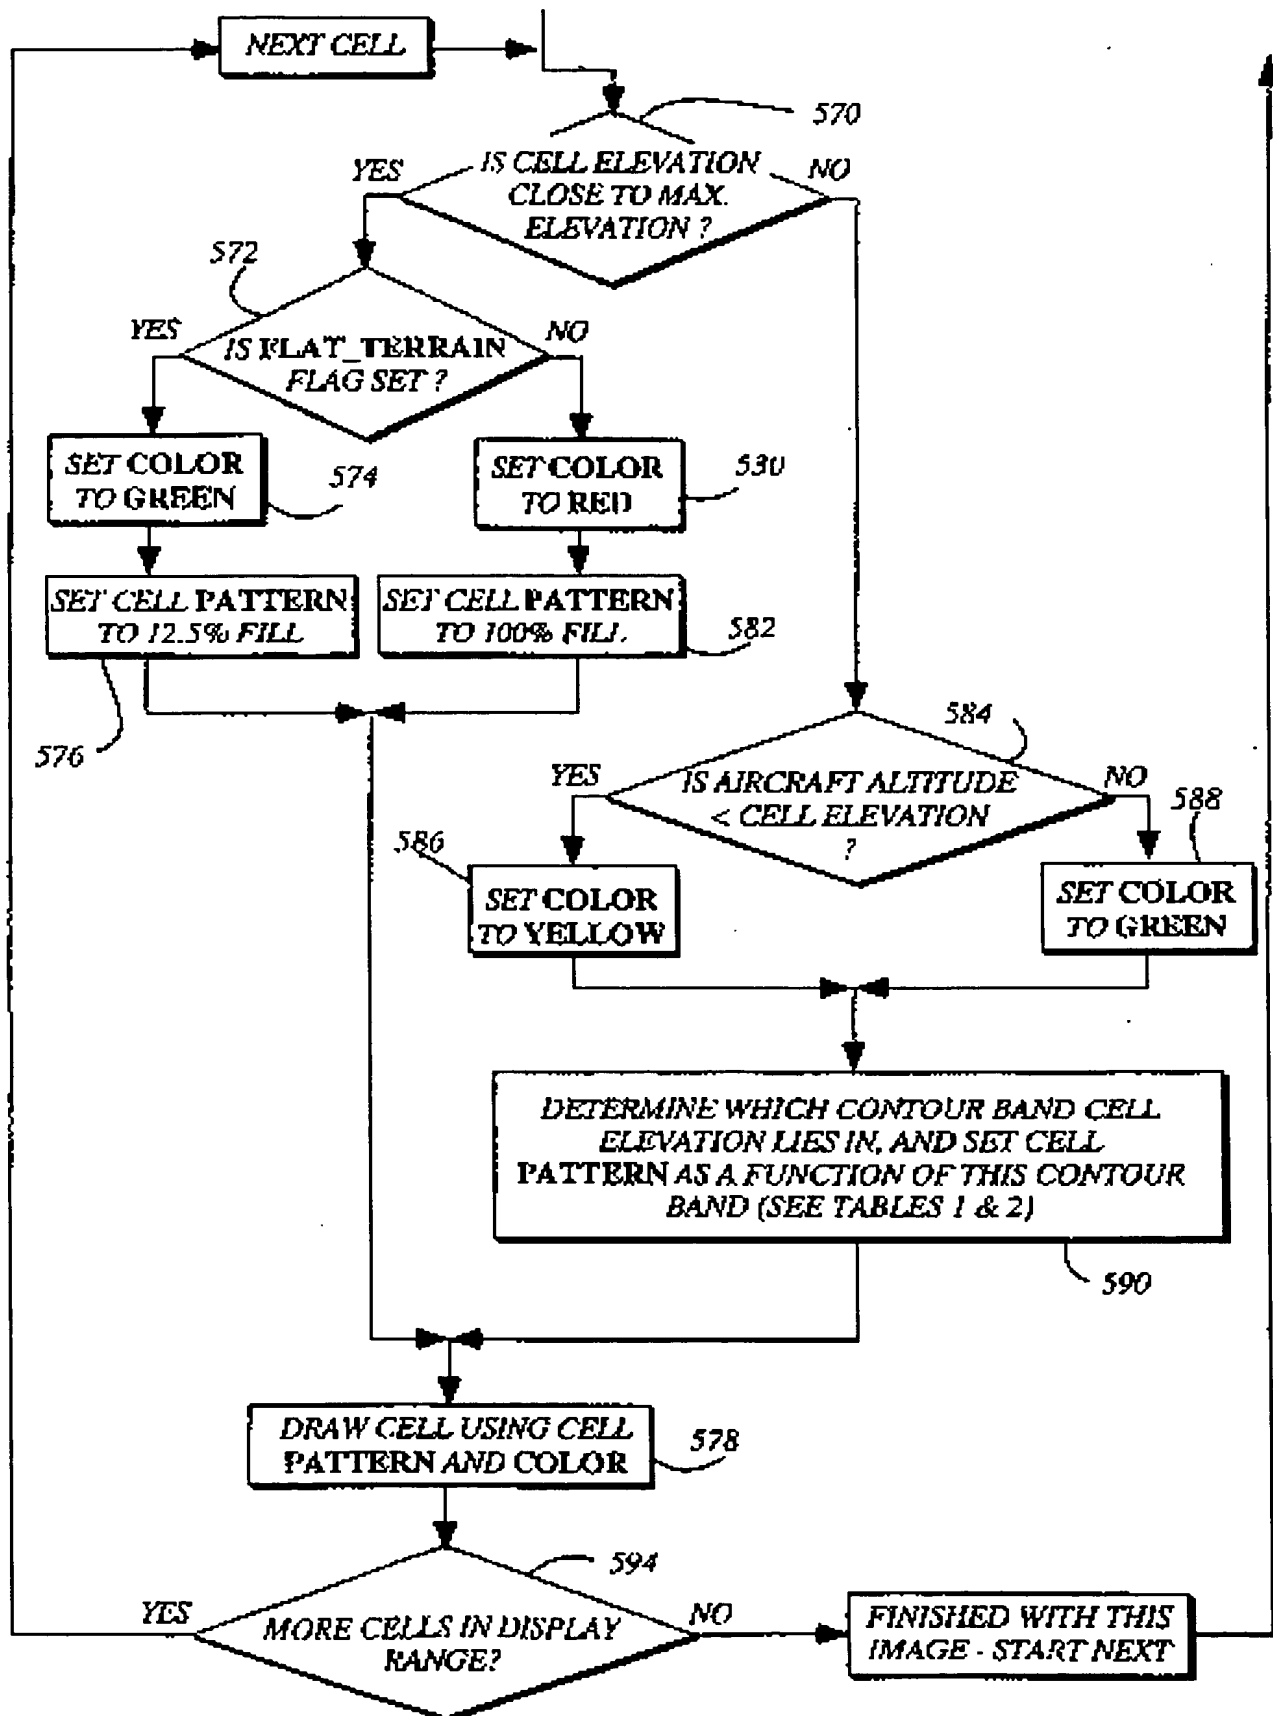 NEXT CELL
570
YES
IS CELL ELEVATION
CLOSE TO MAX.
ELEVATION ?
NO
572
YES
IS FLAT_TERRAIN
FLAG SET ?
NO
SET COLOR
TO GREEN
574
SET COLOR
TO RED
530
SET CELL PATTERN
TO 12.5% FILL
SET CELL PATTERN
TO 100% FILL
582
576
584
YES
IS AIRCRAFT ALTITUDE
< CELL ELEVATION
?
NO
586
588
SET COLOR
TO YELLOW
SET COLOR
TO GREEN
DETERMINE WHICH CONTOUR BAND CELL
ELEVATION LIES IN, AND SET CELL
PATTERN AS A FUNCTION OF THIS CONTOUR
BAND (SEE TABLES 1 & 2)
590
DRAW CELL USING CELL
PATTERN AND COLOR
578
594
YES
MORE CELLS IN DISPLAY
RANGE?
NO
FINISHED WITH THIS
IMAGE - START NEXT